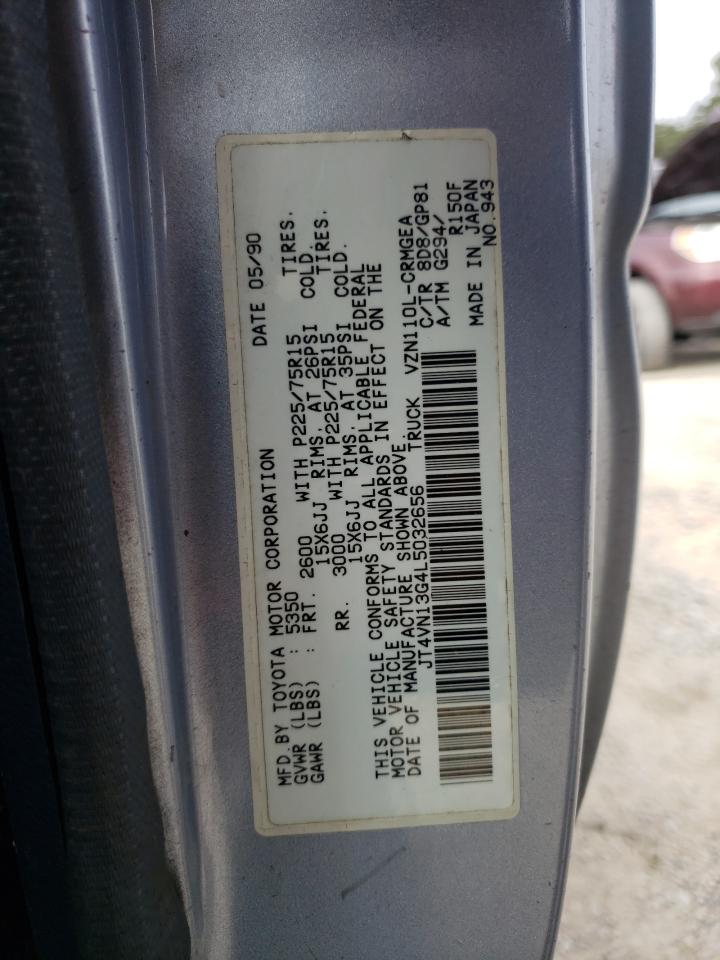 MFD.BY TOYOTA MOTOR CORPORATION DATE 05/90
GVWR (LBS) : 5350
GAWR (LBS) : FRT. 2600 WITH P225/75R15 TIRES.
15X6JJ RIMS, AT 26PSI COLD.
RR. 3000 WITH P225/75R15 TIRES.
15X6JJ RIMS, AT 35PSI COLD.
THIS VEHICLE CONFORMS TO ALL APPLICABLE FEDERAL
MOTOR VEHICLE SAFETY STANDARDS IN EFFECT ON THE
DATE OF MANUFACTURE SHOWN ABOVE.
JT4VN13G4L5032656 TRUCK VZN110L-CRMGEA
C/TR 8D8/GP81
A/TM G294/
R150F
MADE IN JAPAN
NO.943